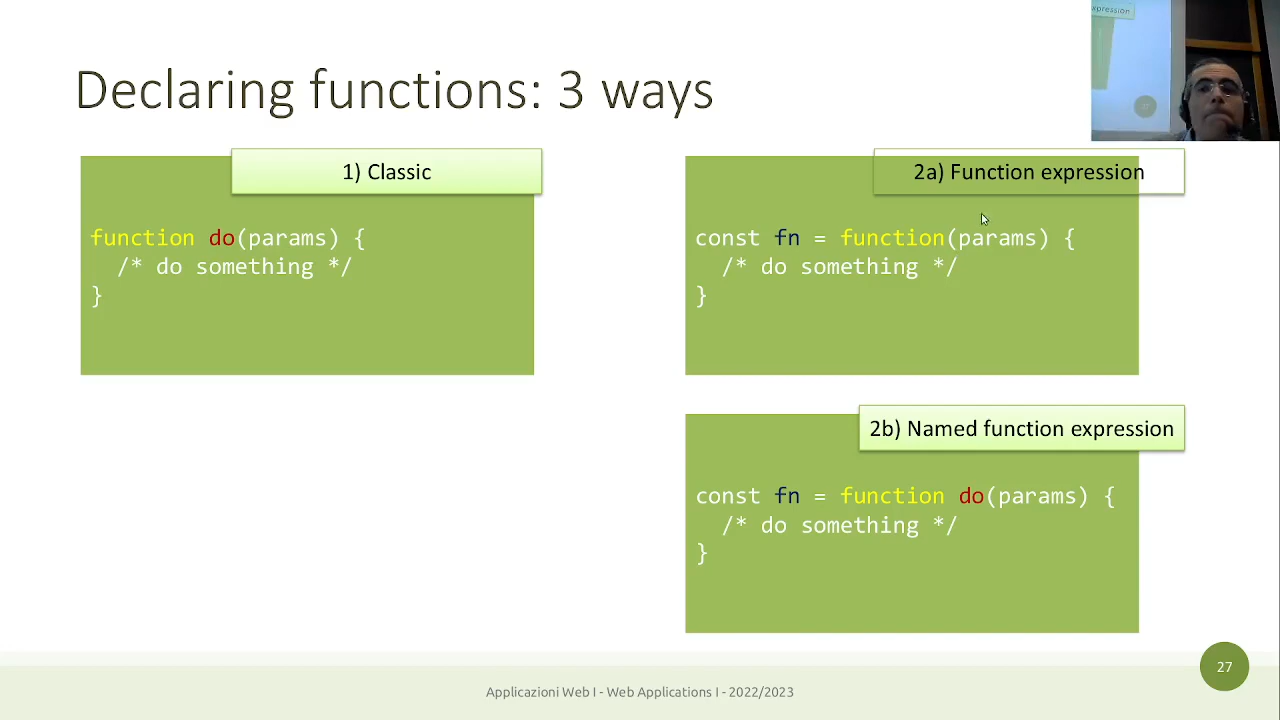 Declaring functions: 3 ways
1) Classic
function do(params) {
  /* do something */
}
2a) Function expression
const fn = function(params) {
  /* do something */
}
2b) Named function expression
const fn = function do(params) {
  /* do something */
}
Applicazioni Web I - Web Applications I - 2022/2023
27
xpression
27